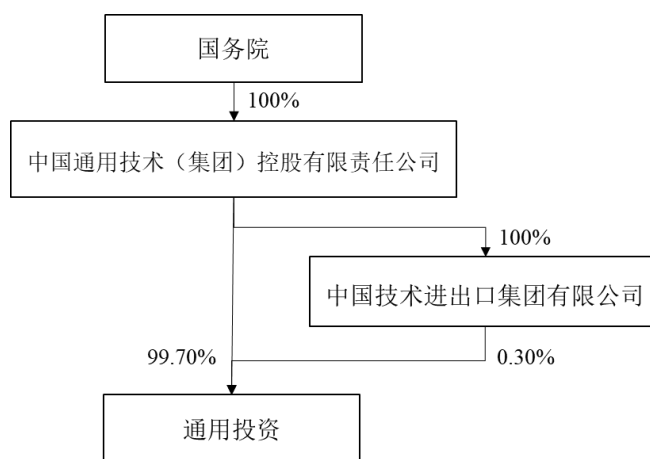 国务院
100%
中国通用技术（集团）控股有限责任公司
100%
中国技术进出口集团有限公司
99.70%
0.30%
通用投资